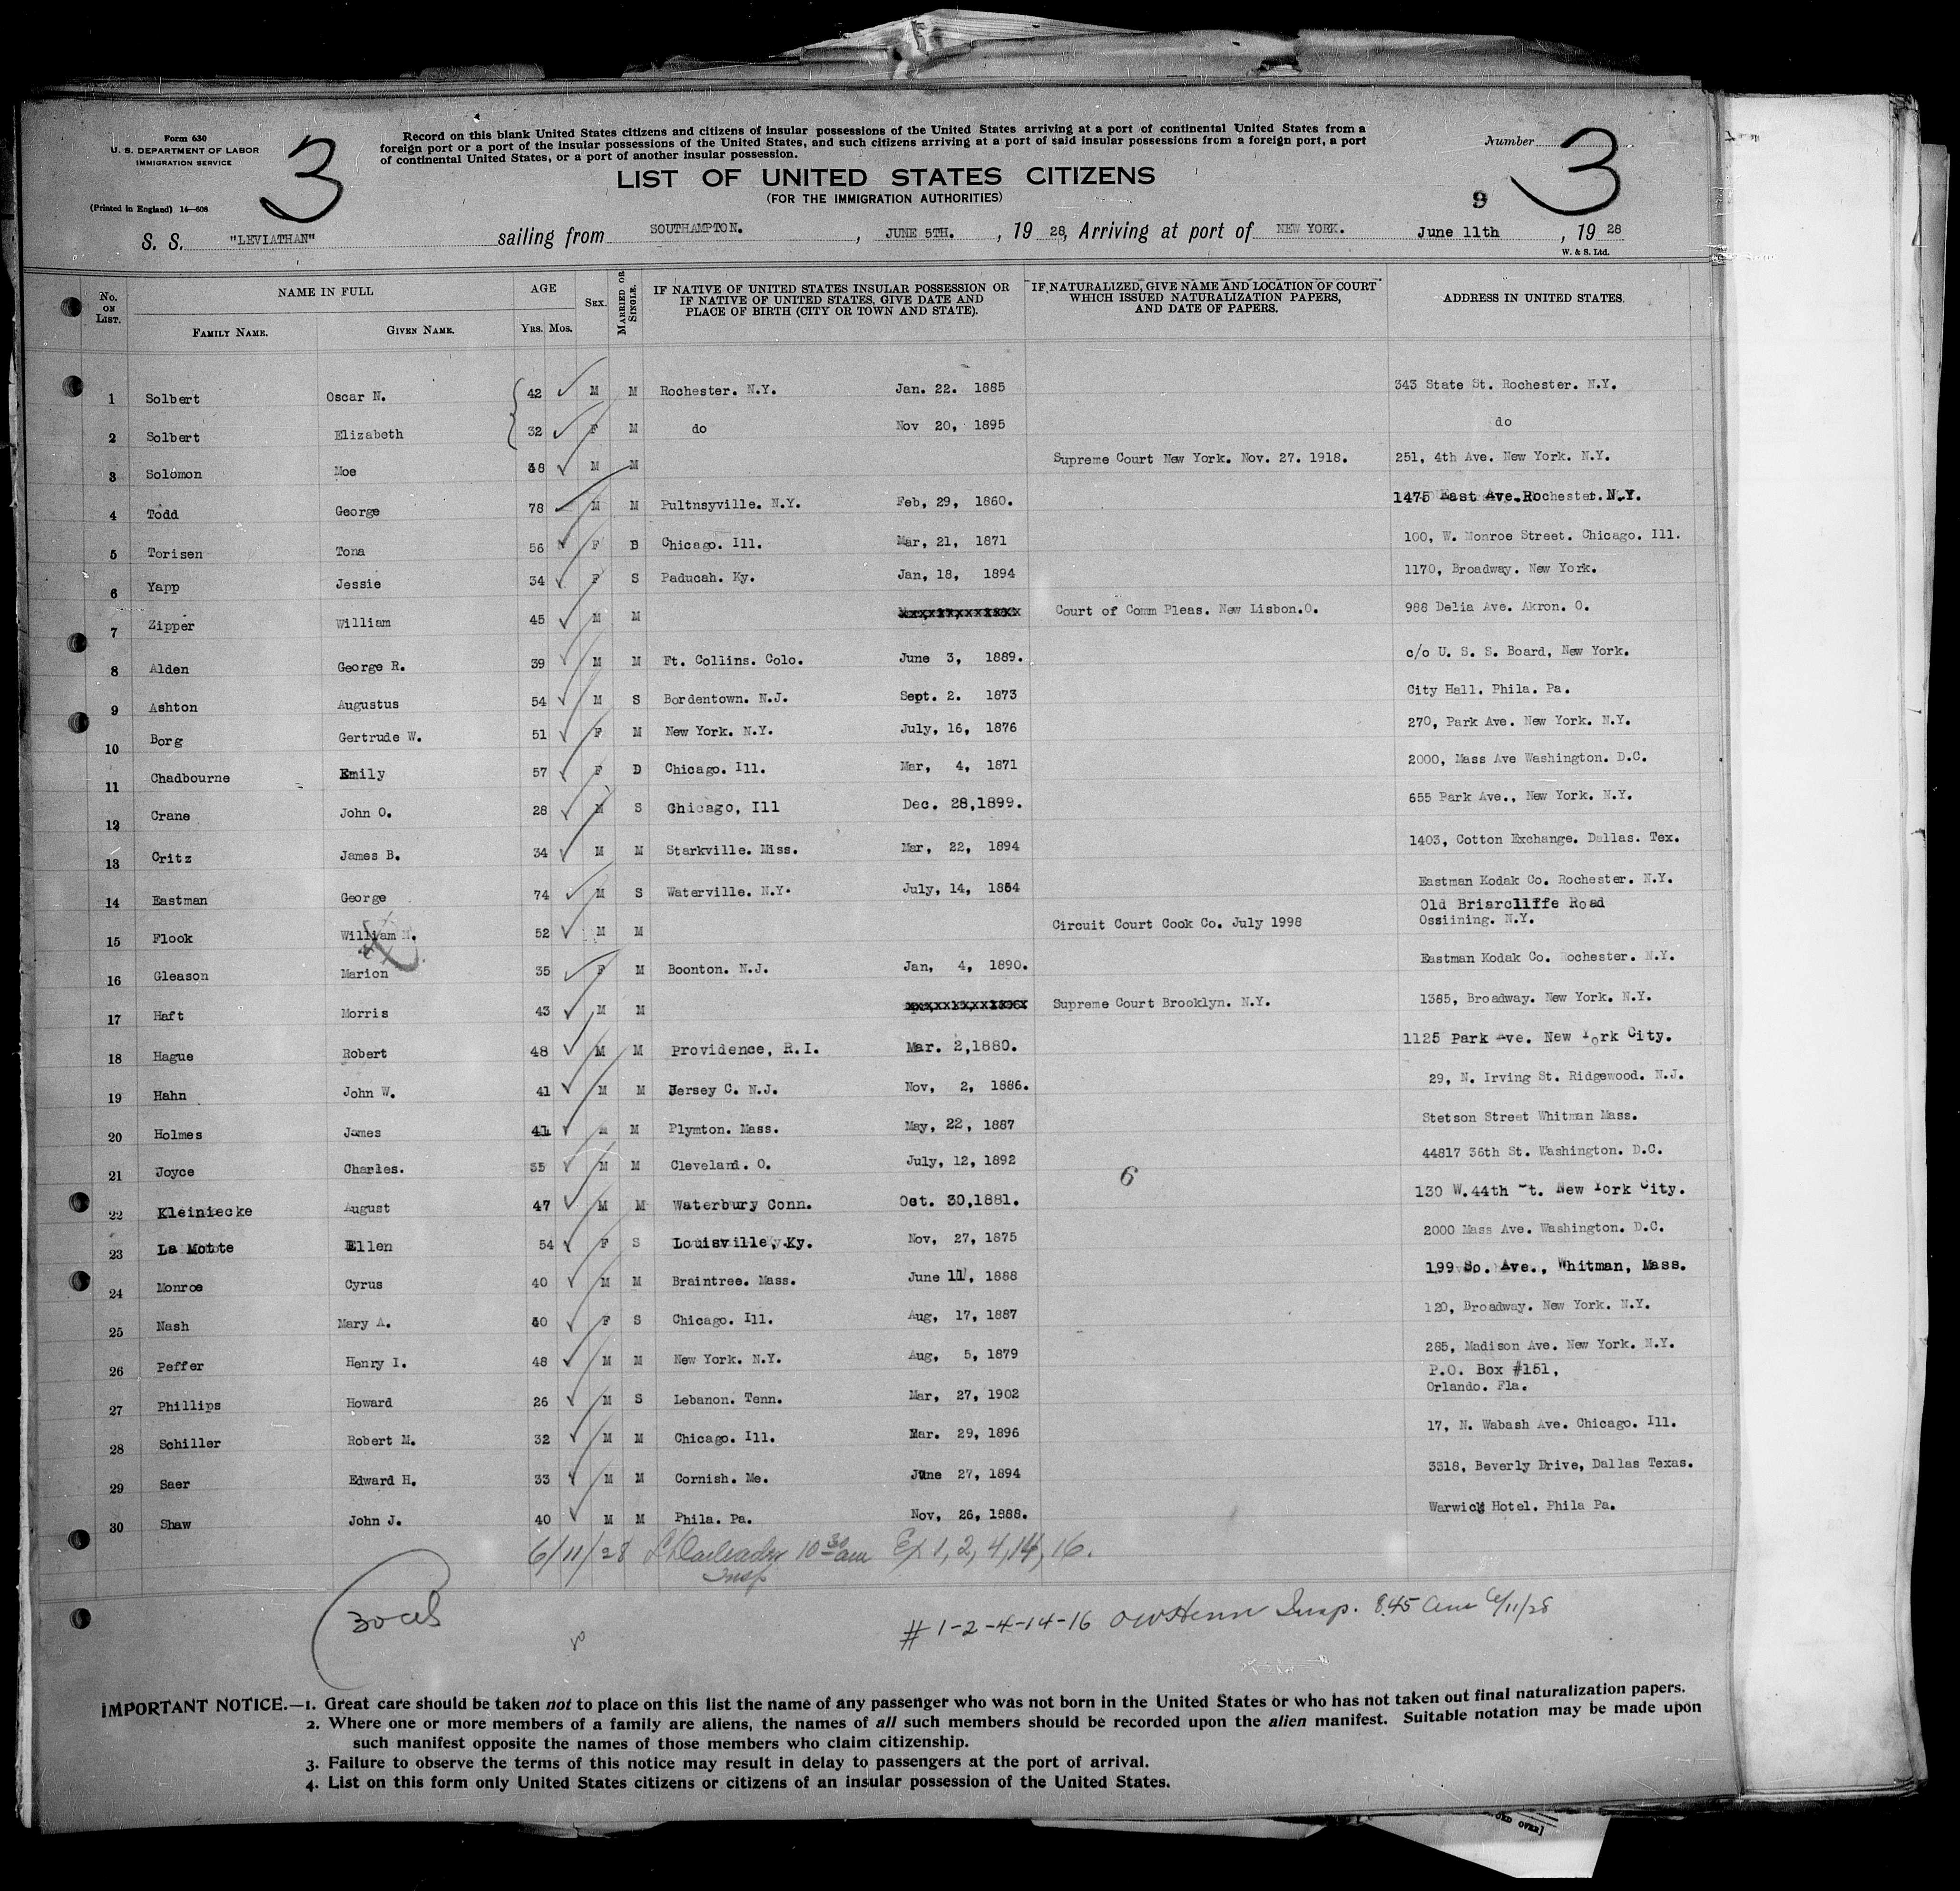 Form 630
U. S. DEPARTMENT OF LABOR
IMMIGRATION SERVICE
(Printed in England) 14—608
3
Record on this blank United States citizens and citizens of insular possessions of the United States arriving at a port of continental United States from a
foreign port or a port of the insular possessions of the United States, and such citizens arriving at a port of said insular possessions from a foreign port, a port
of continental United States, or a port of another insular possession.
Number 3
LIST OF UNITED STATES CITIZENS
(FOR THE IMMIGRATION AUTHORITIES)
9
S. S. "LEVIATHAN" sailing from SOUTHAMPTON. , JUNE 5TH. , 19 28, Arriving at port of NEW YORK. June 11th , 19 28
W. & S. Ltd.
No. ON LIST. NAME IN FULL AGE SEX. MARRIED OR SINGLE. IF NATIVE OF UNITED STATES INSULAR POSSESSION OR IF NATIVE OF UNITED STATES, GIVE DATE AND PLACE OF BIRTH (CITY OR TOWN AND STATE). IF NATURALIZED, GIVE NAME AND LOCATION OF COURT WHICH ISSUED NATURALIZATION PAPERS, AND DATE OF PAPERS. ADDRESS IN UNITED STATES.
FAMILY NAME. GIVEN NAME. YRS. MOS.
1 Solbert Oscar N. 42 M M Rochester. N.Y. Jan. 22. 1885 343 State St. Rochester. N.Y.
2 Solbert Elizabeth 32 F M do Nov 20, 1895 do
3 Solomon Moe 38 M M Supreme Court New York. Nov. 27. 1918. 251, 4th Ave. New York. N.Y.
4 Todd George 78 M M Pultnsyville. N.Y. Feb, 29, 1860. 1475 East Ave.Rochester. N.Y.
5 Torisen Tona 56 F D Chicago. Ill. Mar, 21, 1871 100, W. Monroe Street. Chicago. Ill.
6 Yapp Jessie 34 F S Paducah. Ky. Jan, 18, 1894 1170, Broadway. New York.
7 Zipper William 45 M M Court of Comm Pleas. New Lisbon.O. 988 Delia Ave. Akron. O.
8 Alden George R. 39 M M Ft. Collins. Colo. June 3, 1889. c/o U. S. S. Board, New York.
9 Ashton Augustus 54 M S Bordentown. N.J. Sept. 2. 1873 City Hall. Phila. Pa.
10 Borg Gertrude W. 51 F M New York. N.Y. July, 16, 1876 270, Park Ave. New York. N.Y.
11 Chadbourne Emily 57 F D Chicago. Ill. Mar, 4, 1871 2000, Mass Ave Washington. D.C.
12 Crane John O. 28 M S Chicago, Ill Dec. 28,1899. 655 Park Ave., New York. N.Y.
13 Critz James B. 34 M M Starkville. Miss. Mar, 22, 1894 1403, Cotton Exchange. Dallas. Tex.
14 Eastman George 74 M S Waterville. N.Y. July, 14, 1854 Eastman Kodak Co. Rochester. N.Y.
15 Flook William N. 52 M M Circuit Court Cook Co. July 1998 Old Briarcliffe Road
Ossiining. N.Y.
16 Gleason Marion 35 F M Boonton. N.J. Jan, 4, 1890. Eastman Kodak Co. Rochester. N.Y.
17 Haft Morris 43 M M Supreme Court Brooklyn. N.Y. 1385, Broadway. New York. N.Y.
18 Hague Robert 48 M M Providence, R.I. Mar. 2,1880. 1125 Park Ave. New York City.
19 Hahn John W. 41 M M Jersey C. N.J. Nov, 2, 1886. 29, N. Irving St. Ridgewood. N.J.
20 Holmes James 41 M M Plymton. Mass. May, 22, 1887 Stetson Street Whitman Mass.
21 Joyce Charles. 35 M M Cleveland. O. July, 12, 1892 44817 36th St. Washington. D.C.
6
22 Kleiniecke August 47 M M Waterbury Conn. Oct. 30,1881. 130 W.44th St. New York City.
23 La Motte Ellen 54 F S Louisville, Ky. Nov, 27, 1875 2000 Mass Ave. Washington. D.C.
24 Monroe Cyrus 40 M M Braintree. Mass. June 11, 1888 199 So. Ave., Whitman, Mass.
25 Nash Mary A. 40 F S Chicago. Ill. Aug, 17, 1887 120, Broadway. New York. N.Y.
26 Peffer Henry I. 48 M M New York. N.Y. Aug, 5, 1879 285, Madison Ave. New York. N.Y.
27 Phillips Howard 26 M S Lebanon. Tenn. Mar, 27, 1902 P.O. Box #151,
Orlando. Fla.
28 Schiller Robert M. 32 M M Chicago. Ill. Mar. 29, 1896 17, N. Wabash Ave. Chicago. Ill.
29 Saer Edward H. 33 M M Cornish. Me. June 27, 1894 3318, Beverly Drive, Dallas Texas.
30 Shaw John J. 40 M M Phila. Pa. Nov, 26, 1888. Warwick Hotel. Phila Pa.
6/11/28 10 30 am Ex 1, 2, 4, 14, 16.
Insp
30
# 1-2-4-14-16 Insp. 8.45 am 6/11/28
IMPORTANT NOTICE.—1. Great care should be taken not to place on this list the name of any passenger who was not born in the United States or who has not taken out final naturalization papers.
2. Where one or more members of a family are aliens, the names of all such members should be recorded upon the alien manifest. Suitable notation may be made upon
such manifest opposite the names of those members who claim citizenship.
3. Failure to observe the terms of this notice may result in delay to passengers at the port of arrival.
4. List on this form only United States citizens or citizens of an insular possession of the United States.
OVER]